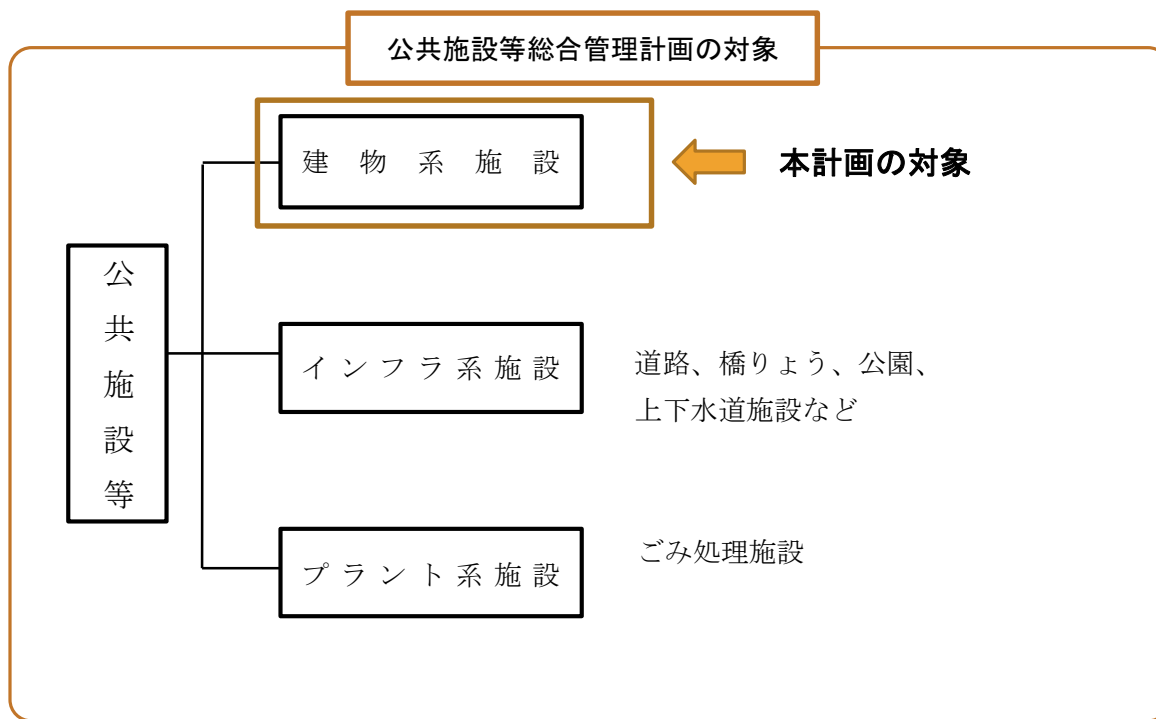 公共施設等総合管理計画の対象
建物系施設
本計画の対象
公共施設等
インフラ系施設
道路、橋りょう、公園、
上下水道施設など
プラント系施設
ごみ処理施設